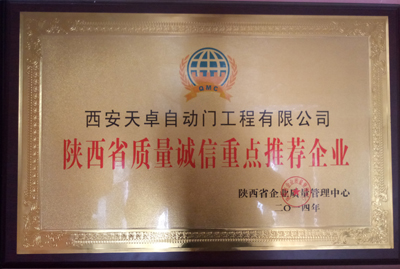 GMC
西安天卓自动门工程有限公司
陕西省质量诚信重点推荐企业
陕西省企业质量管理中心
二〇一四年